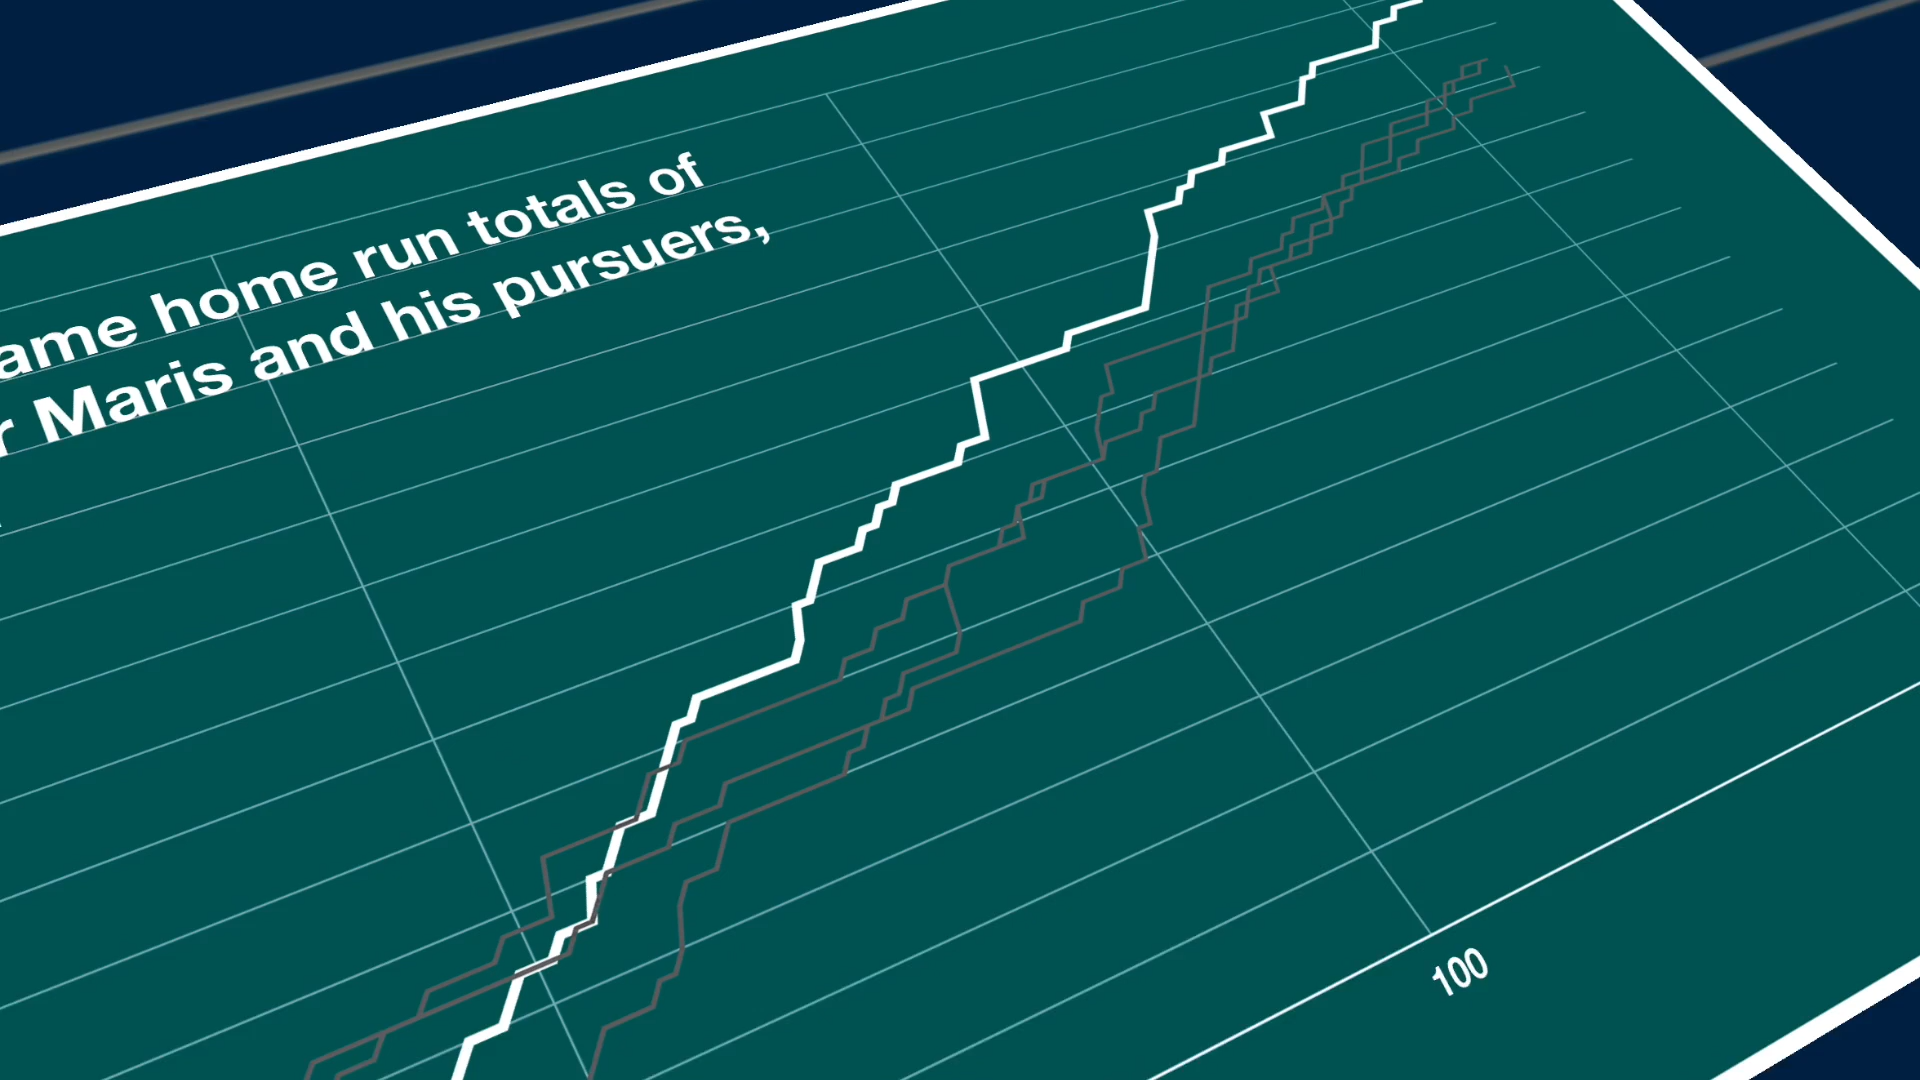 ame home run totals of
r Maris and his pursuers,
100